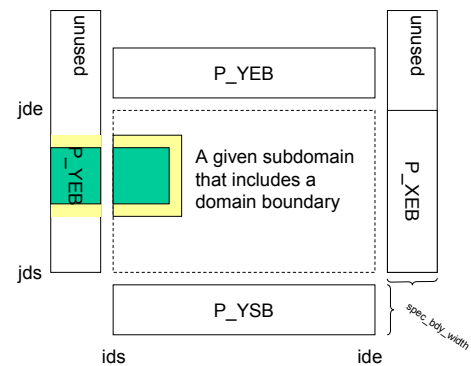 unused
unused
P_YEB
jde
P_YEB
A given subdomain
that includes a
domain boundary
P_XEB
jds
P_YSB
spec_bdy_width
ids
ide